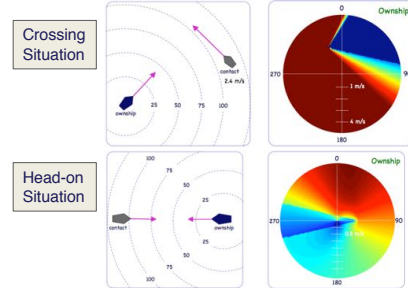 Crossing
Situation
contact
2.4 m/s
ownship
25
50
75
100
0
Ownship
270
90
1 m/s
4 m/s
180
Head-on
Situation
100
75
50
25
contact
ownship
25
50
75
100
0
Ownship
270
90
180